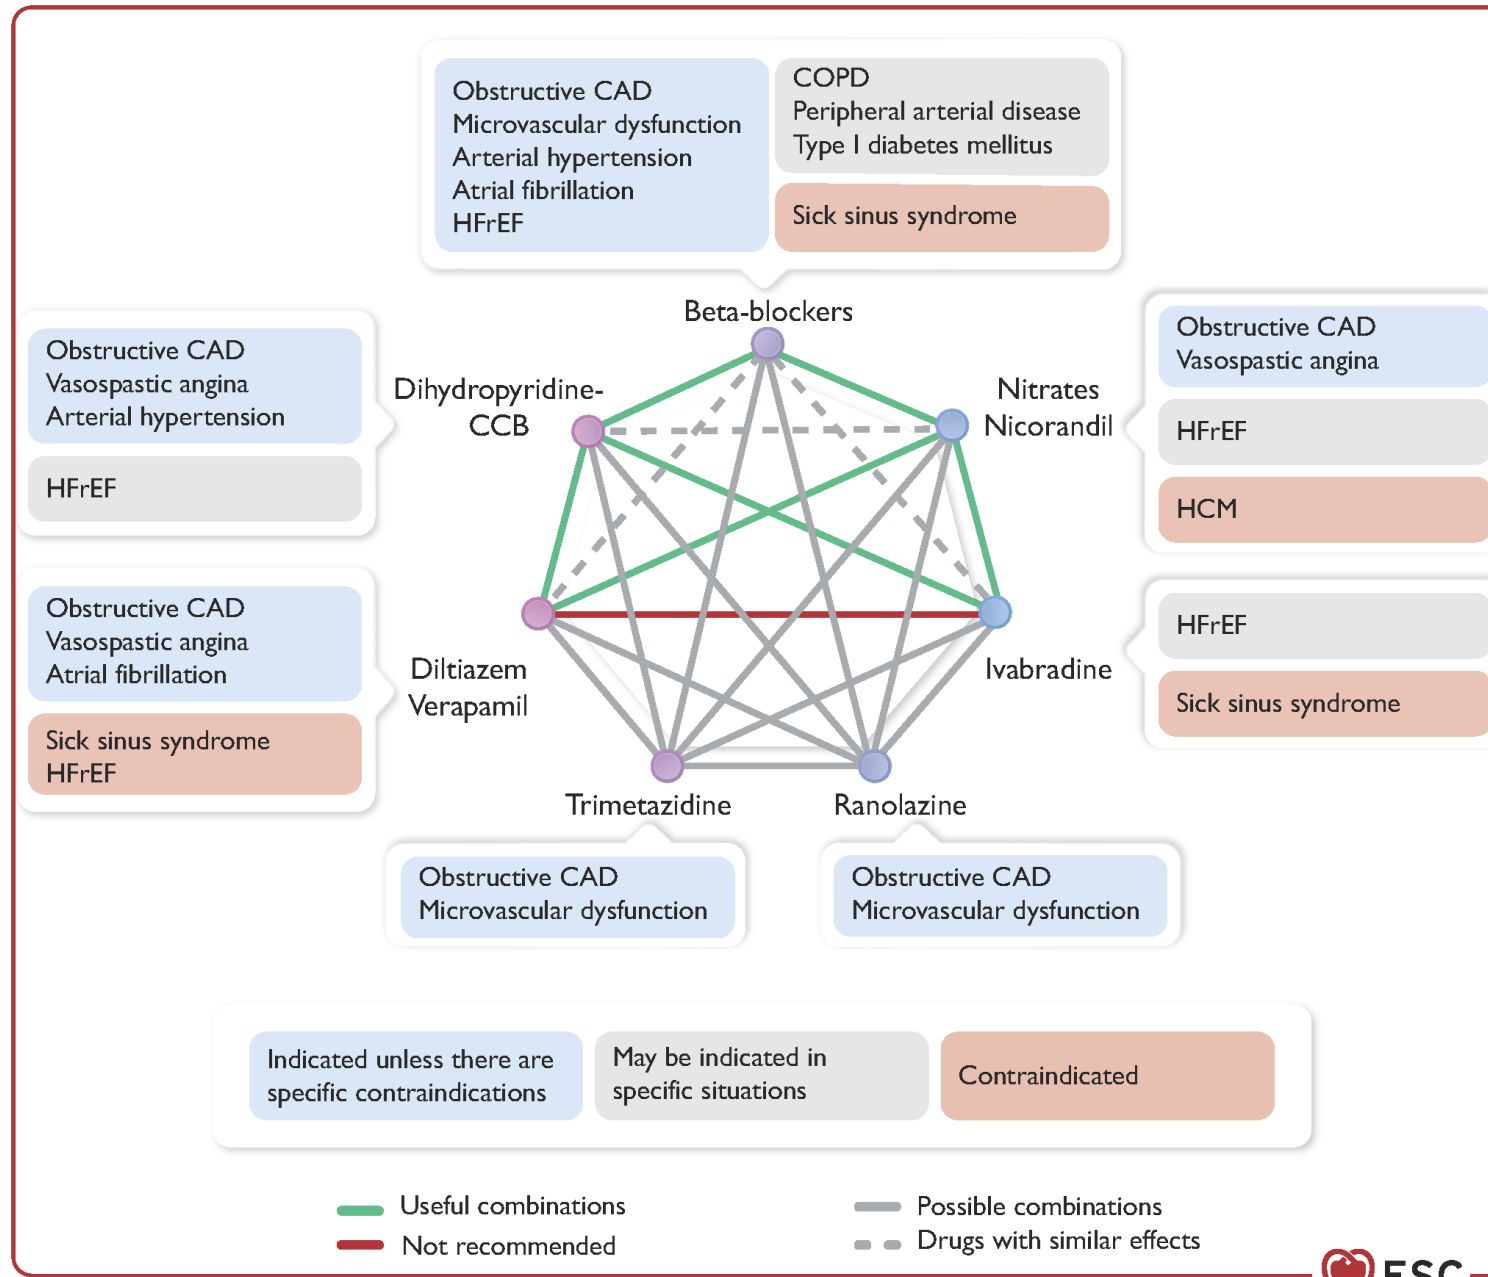 Obstructive CAD
Microvascular dysfunction
Arterial hypertension
Atrial fibrillation
HFrEF
COPD
Peripheral arterial disease
Type I diabetes mellitus
Sick sinus syndrome
Beta-blockers
Obstructive CAD
Vasospastic angina
Arterial hypertension
HFrEF
Dihydropyridine-
CCB
Nitrates
Nicorandil
Obstructive CAD
Vasospastic angina
HFrEF
HCM
Obstructive CAD
Vasospastic angina
Atrial fibrillation
Sick sinus syndrome
HFrEF
Diltiazem
Verapamil
Ivabradine
HFrEF
Sick sinus syndrome
Trimetazidine
Ranolazine
Obstructive CAD
Microvascular dysfunction
Obstructive CAD
Microvascular dysfunction
Indicated unless there are
specific contraindications
May be indicated in
specific situations
Contraindicated
Useful combinations
Not recommended
Possible combinations
Drugs with similar effects
ESC